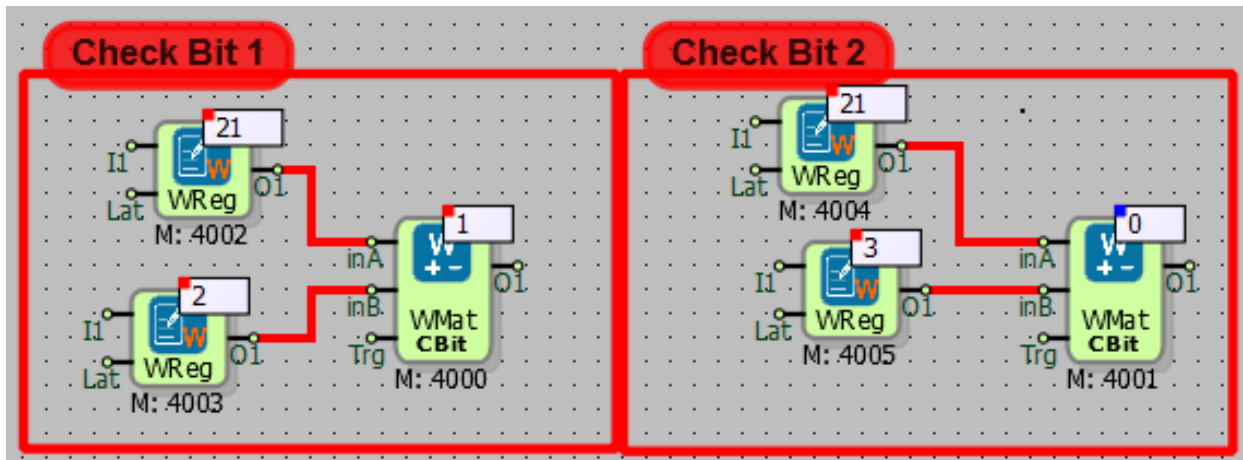 Check Bit 1
21
I1
W
O1
Lat
WReg
M: 4002
1
W
inA
O1
inB
WMat
CBit
Trg
M: 4000
2
I1
W
O1
Lat
WReg
M: 4003
Check Bit 2
21
I1
W
O1
Lat
WReg
M: 4004
0
W
inA
O1
inB
WMat
CBit
Trg
M: 4001
3
I1
W
O1
Lat
WReg
M: 4005